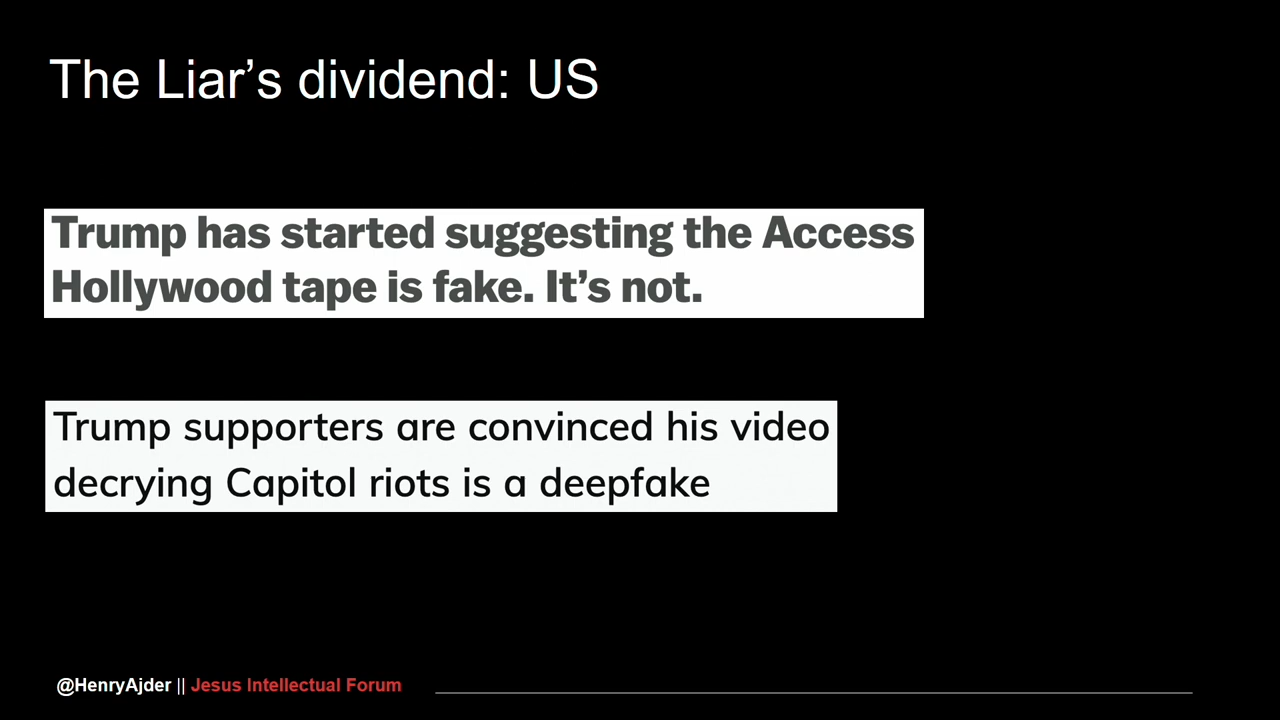 The Liar’s dividend: US
Trump has started suggesting the Access
Hollywood tape is fake. It’s not.
Trump supporters are convinced his video
decrying Capitol riots is a deepfake
@HenryAjder || Jesus Intellectual Forum